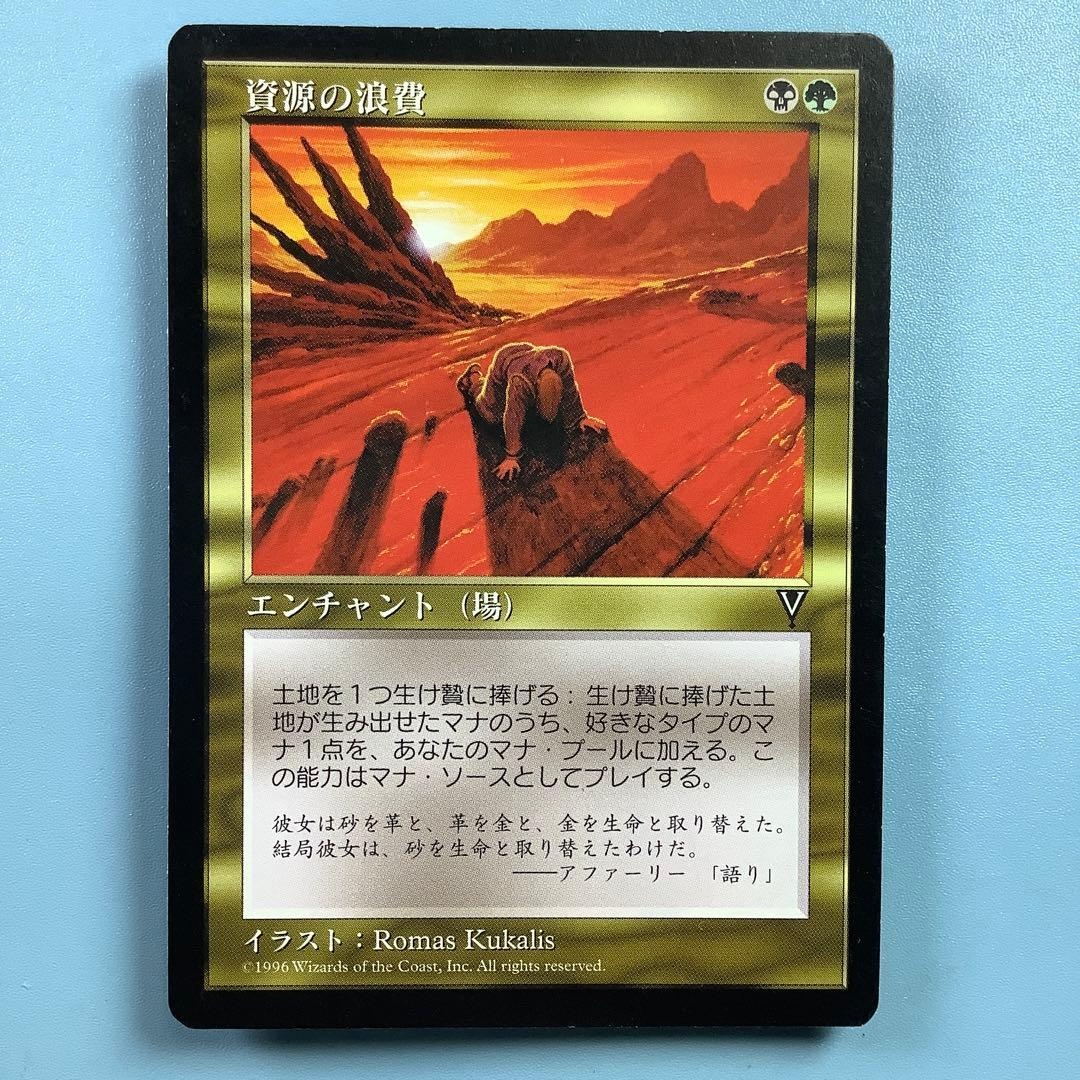 資源の浪費
エンチャント (場)
V
土地を1つ生け贄に捧げる: 生け贄に捧げた土
地が生み出せたマナのうち、好きなタイプのマ
ナ1点を、あなたのマナ・プールに加える。こ
の能力はマナ・ソースとしてプレイする。
彼女は砂を革と、革を金と、金を生命と取り替えた。
結局彼女は、砂を生命と取り替えたわけだ。
——アファーリー 「語り」
イラスト:Romas Kukalis
©1996 Wizards of the Coast, Inc. All rights reserved.